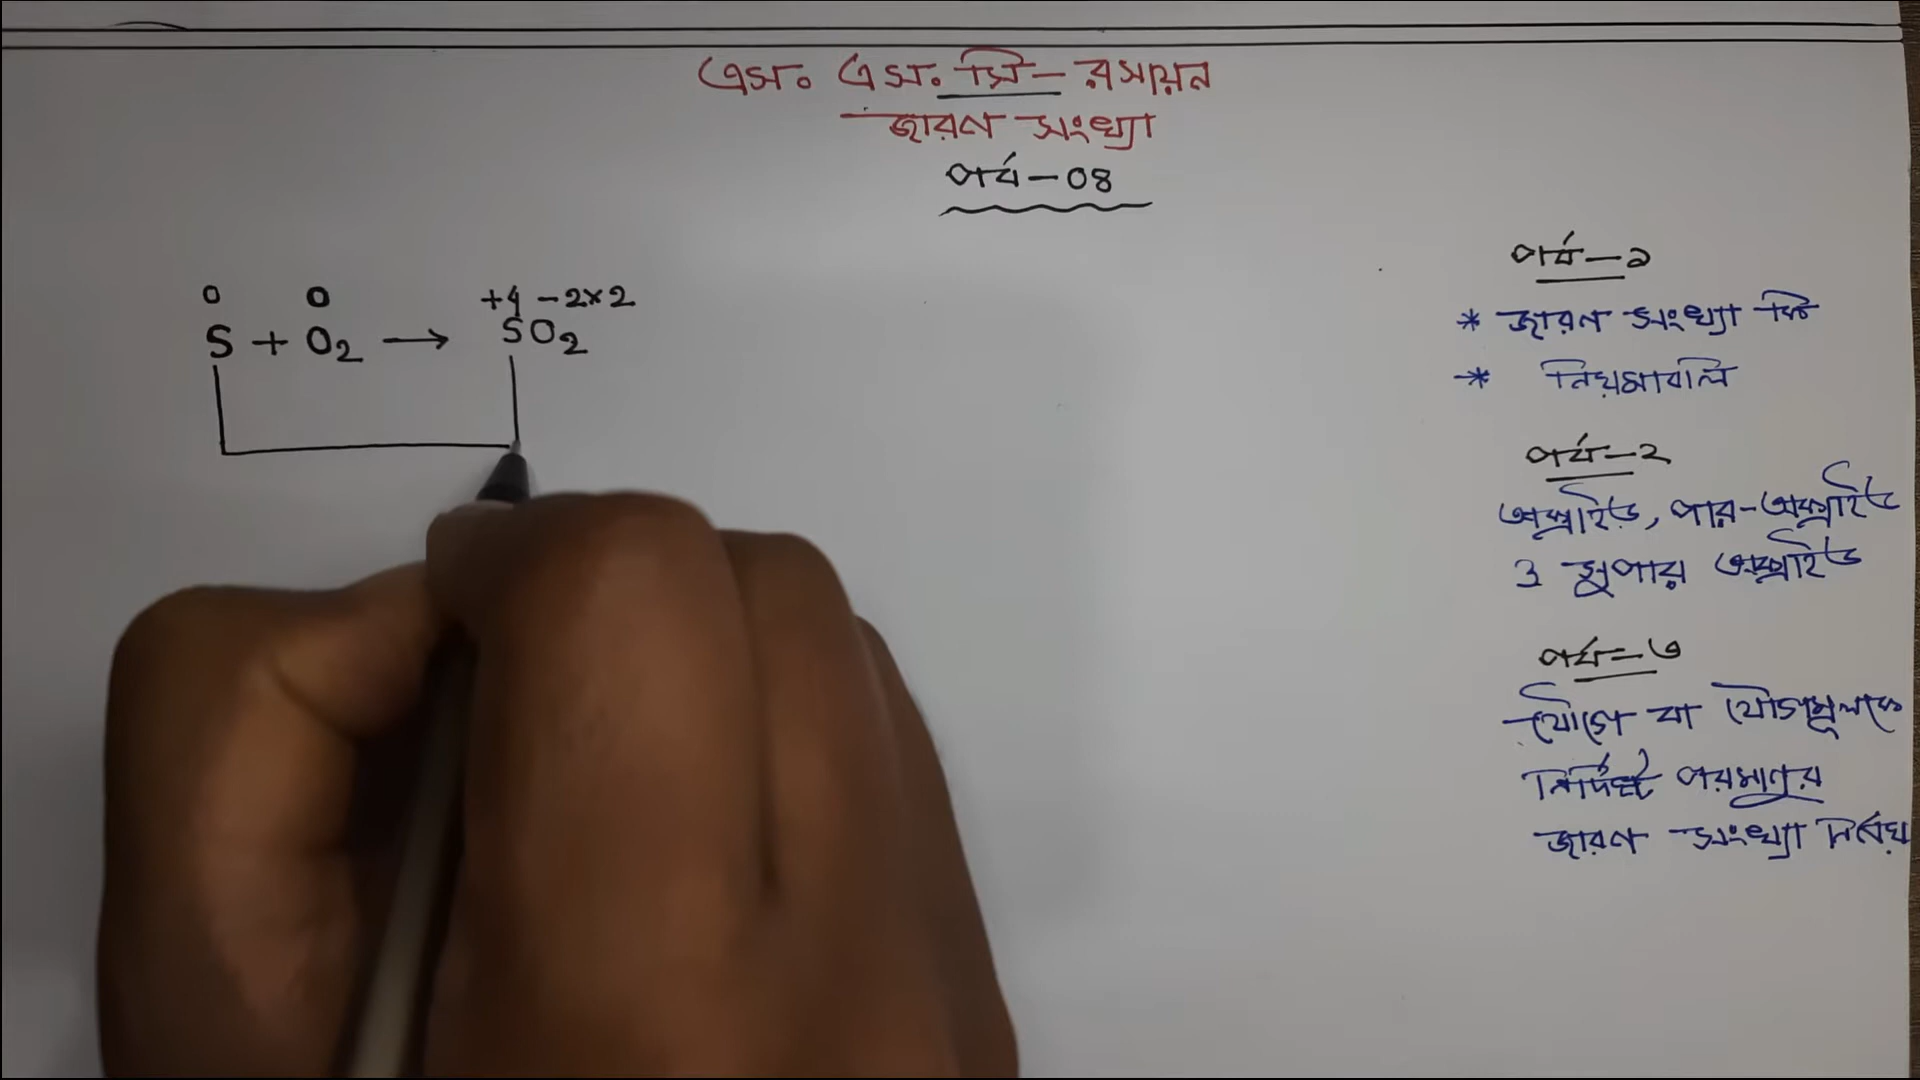 এস. এস. সি - রসায়ন
জারণ সংখ্যা
পর্ব - 08
0 0 +4 -2×2
S + O2 → SO2
পর্ব - ১
* জারণ সংখ্যা কি
* নিয়মাবলি
পর্ব - ২
অক্সাইড, পার-অক্সাইড
ও সুপার অক্সাইড
পর্ব = ৩
যৌগে বা যৌগমূলকে
নির্দিষ্ট পরমাণুর
জারণ সংখ্যা নির্ণয়